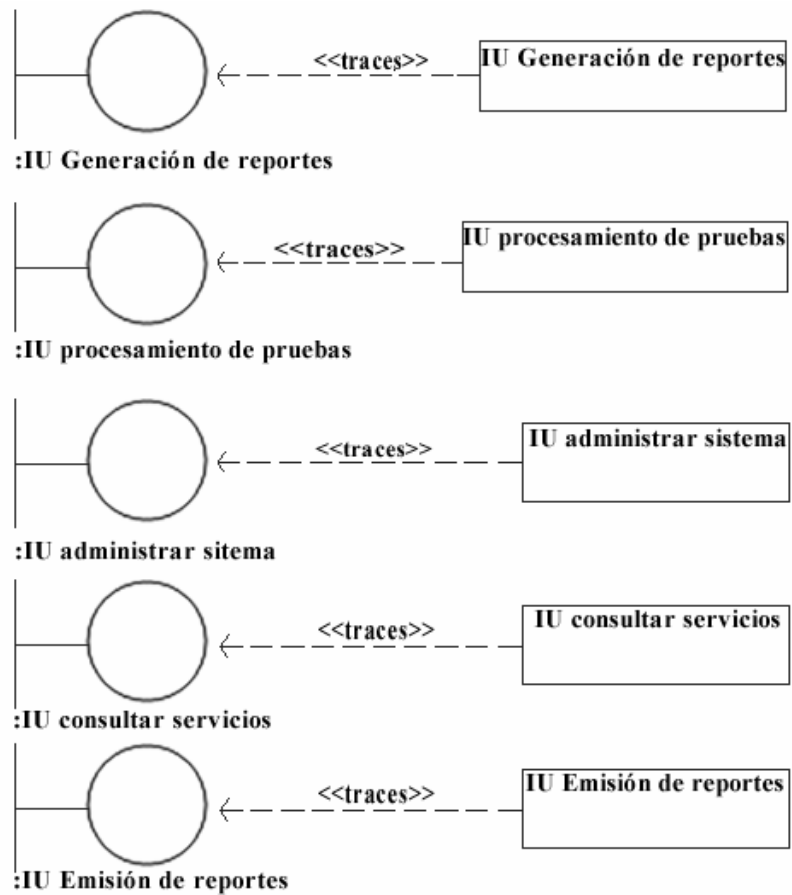 <<traces>>
IU Generación de reportes
:IU Generación de reportes
<<traces>>
IU procesamiento de pruebas
:IU procesamiento de pruebas
<<traces>>
IU administrar sistema
:IU administrar sitema
<<traces>>
IU consultar servicios
:IU consultar servicios
<<traces>>
IU Emisión de reportes
:IU Emisión de reportes